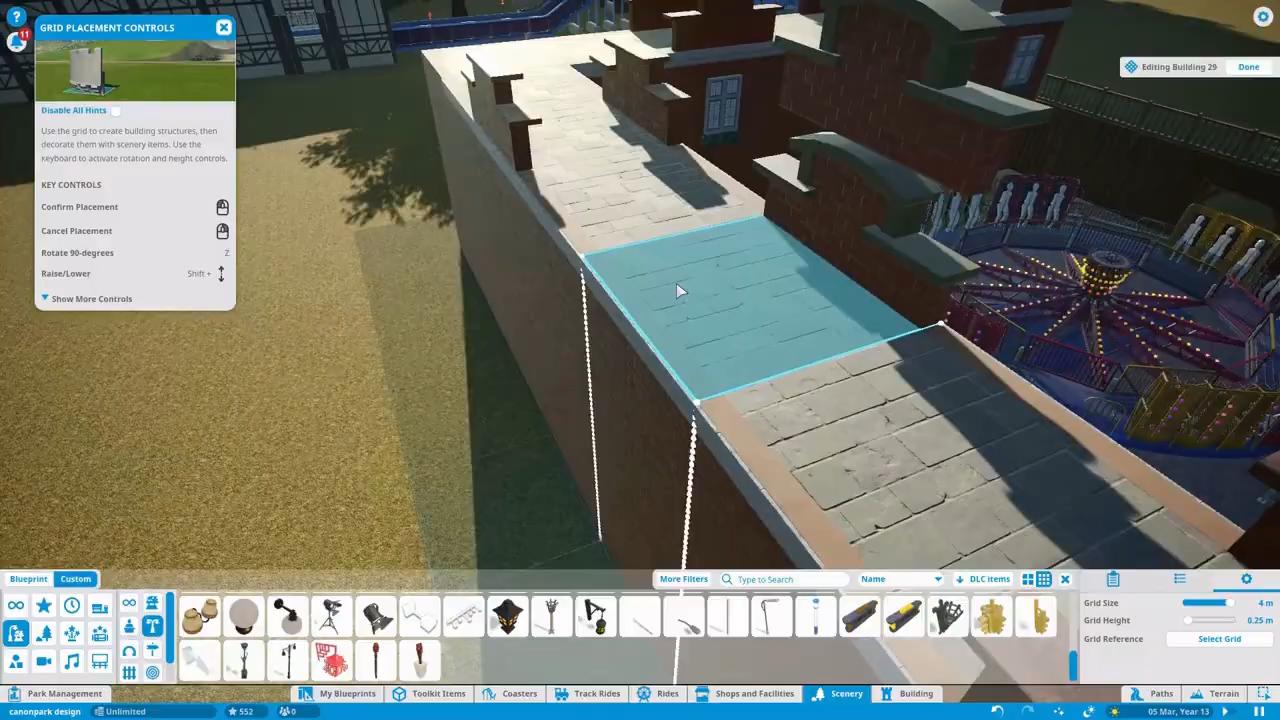 GRID PLACEMENT CONTROLS
11
Editing Building 29
Done
Disable All Hints
Use the grid to create building structures, then
decorate them with scenery items. Use the
keyboard to activate rotation and height controls.
KEY CONTROLS
Confirm Placement
Cancel Placement
Rotate 90-degrees
Z
Raise/Lower
Shift +
Show More Controls
Blueprint
Custom
More Filters
Type to Search
Name
DLC items
Grid Size
4 m
Grid Height
0.25 m
Grid Reference
Select Grid
Park Management
My Blueprints
Toolkit Items
Coasters
Track Rides
Rides
Shops and Facilities
Scenery
Building
Paths
Terrain
canonpark design
Unlimited
552
0
05 Mar, Year 13